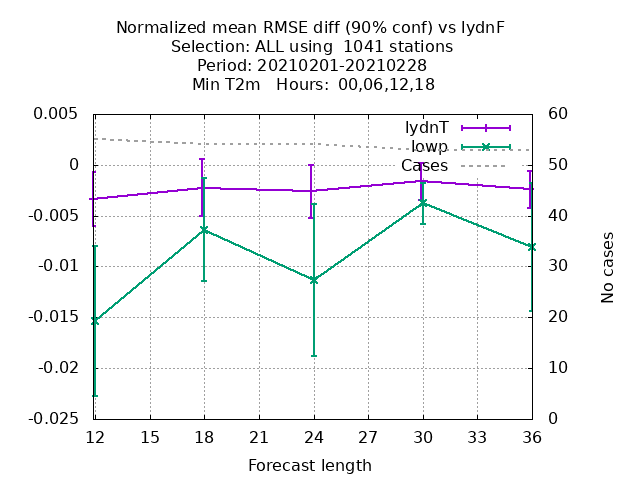 Normalized mean RMSE diff (90% conf) vs lydnF
Selection: ALL using  1041 stations
Period: 20210201-20210228
Min T2m   Hours:  00,06,12,18
0.005
0
-0.005
-0.01
-0.015
-0.02
-0.025
lydnT
lowp
Cases
60
50
40
30
20
10
0
No cases
12 15 18 21 24 27 30 33 36
Forecast length